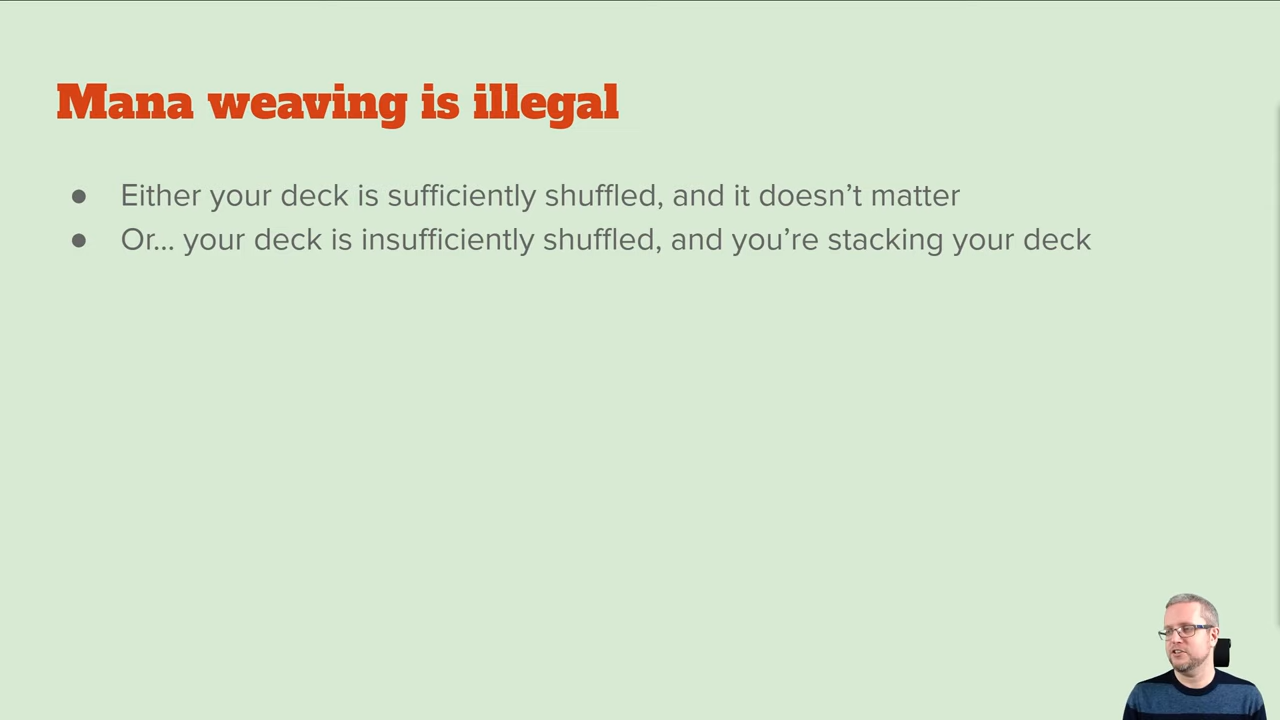 Mana weaving is illegal
● Either your deck is sufficiently shuffled, and it doesn’t matter
● Or... your deck is insufficiently shuffled, and you’re stacking your deck